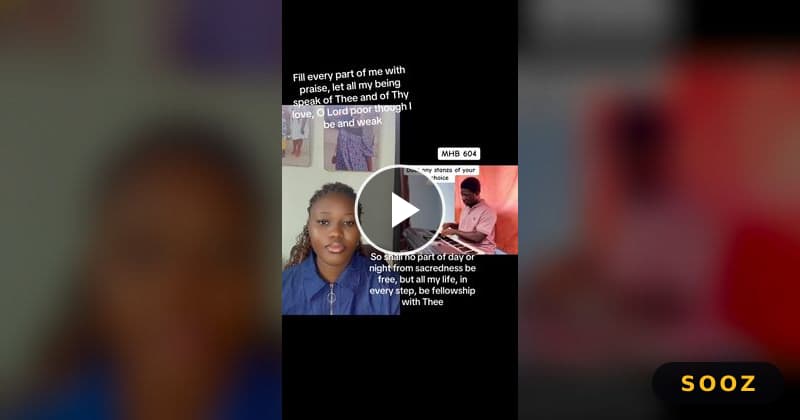 Fill every part of me with
praise, let all my being
speak of Thee and of Thy
love, O Lord poor though I
be and weak
MHB 604
Duet any stanza of your
choice
So shall no part of day or
night from sacredness be
free, but all my life, in
every step, be fellowship
with Thee
SOOZ